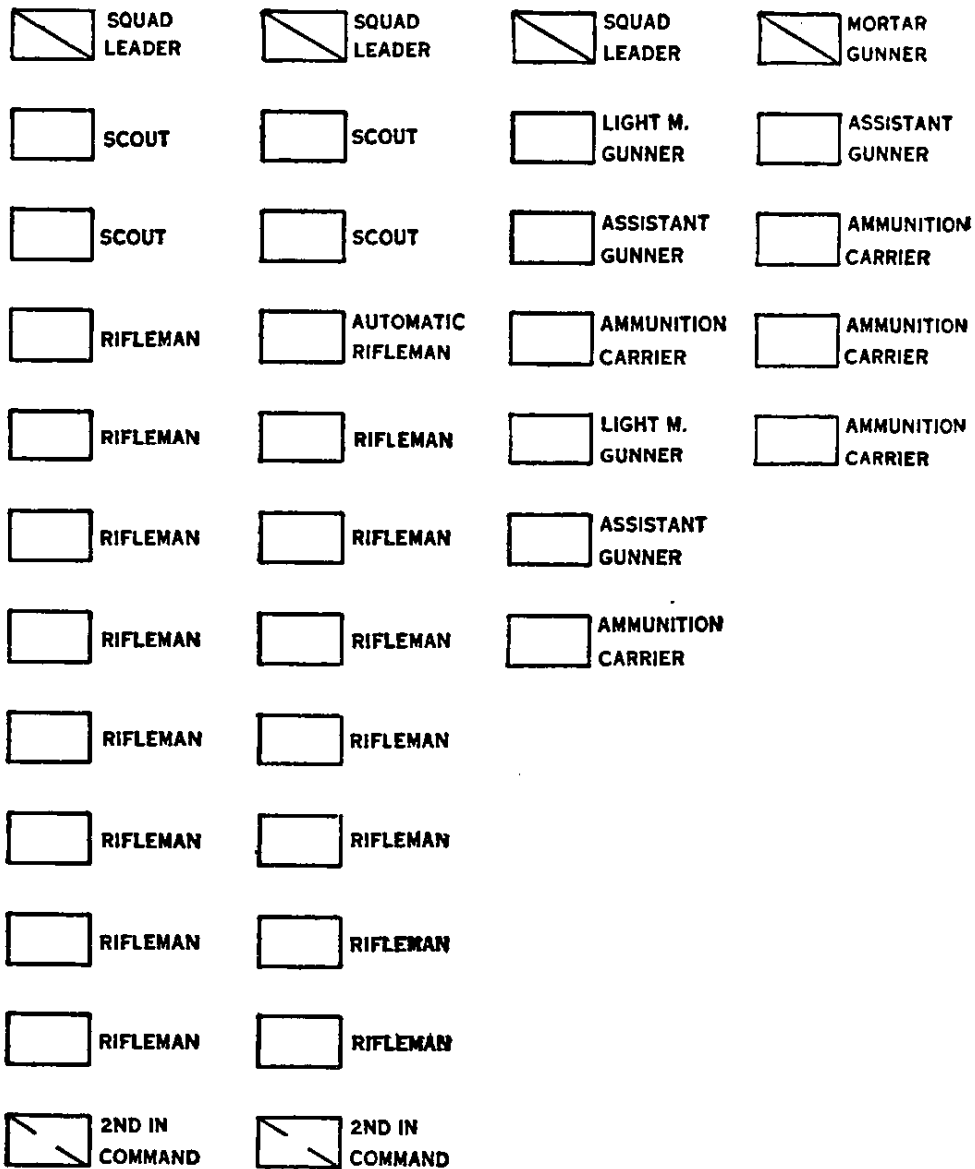 SQUAD
LEADER
SCOUT
SCOUT
RIFLEMAN
RIFLEMAN
RIFLEMAN
RIFLEMAN
RIFLEMAN
RIFLEMAN
RIFLEMAN
RIFLEMAN
2ND IN
COMMAND
SQUAD
LEADER
SCOUT
SCOUT
AUTOMATIC
RIFLEMAN
RIFLEMAN
RIFLEMAN
RIFLEMAN
RIFLEMAN
RIFLEMAN
RIFLEMAN
RIFLEMAN
2ND IN
COMMAND
SQUAD
LEADER
LIGHT M.
GUNNER
ASSISTANT
GUNNER
AMMUNITION
CARRIER
LIGHT M.
GUNNER
ASSISTANT
GUNNER
AMMUNITION
CARRIER
MORTAR
GUNNER
ASSISTANT
GUNNER
AMMUNITION
CARRIER
AMMUNITION
CARRIER
AMMUNITION
CARRIER